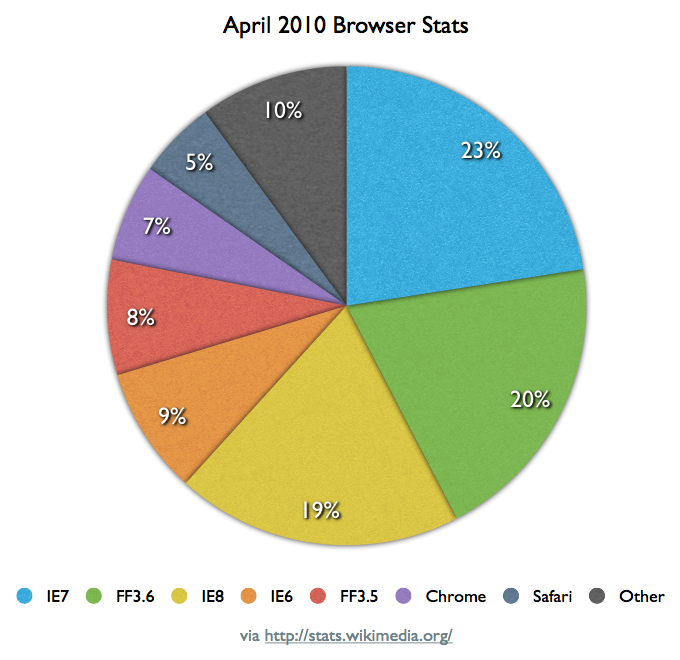 April 2010 Browser Stats
10%
23%
5%
7%
8%
20%
9%
19%
IE7 FF3.6 IE8 IE6 FF3.5 Chrome Safari Other
via http://stats.wikimedia.org/